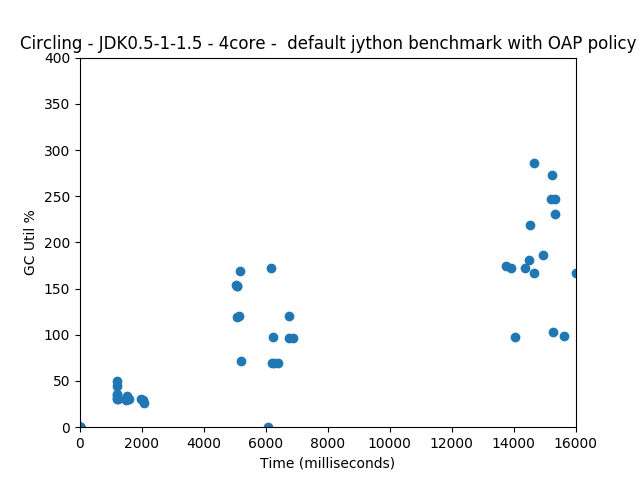 Circling - JDK0.5-1-1.5 - 4core -  default jython benchmark with OAP policy
400
350
300
250
200
150
100
50
0
GC Util %
0 2000 4000 6000 8000 10000 12000 14000 16000
Time (milliseconds)